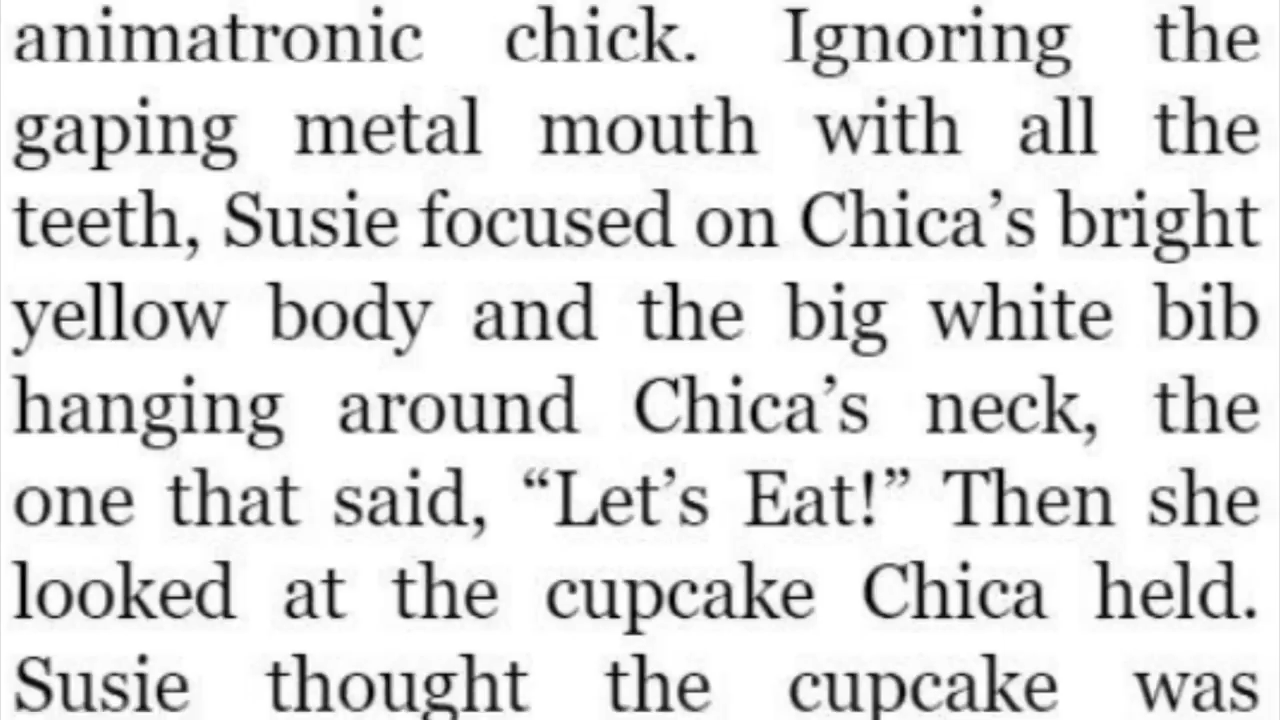 animatronic chick. Ignoring the
gaping metal mouth with all the
teeth, Susie focused on Chica’s bright
yellow body and the big white bib
hanging around Chica’s neck, the
one that said, “Let’s Eat!” Then she
looked at the cupcake Chica held.
Susie thought the cupcake was